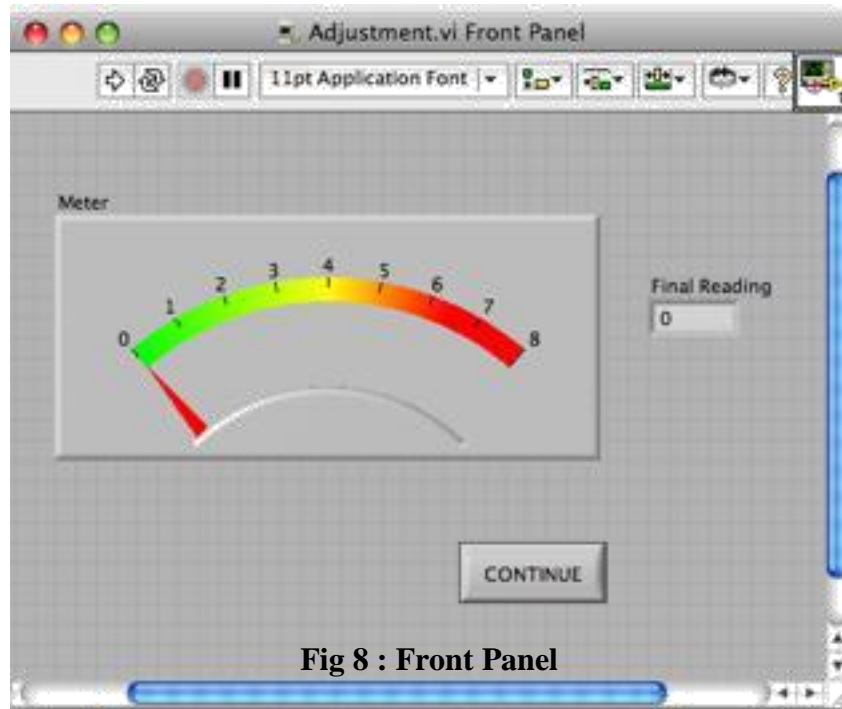 Adjustment.vi Front Panel
11pt Application Font
?
Meter
0
1
2
3
4
5
6
7
8
Final Reading
0
CONTINUE
Fig 8 : Front Panel